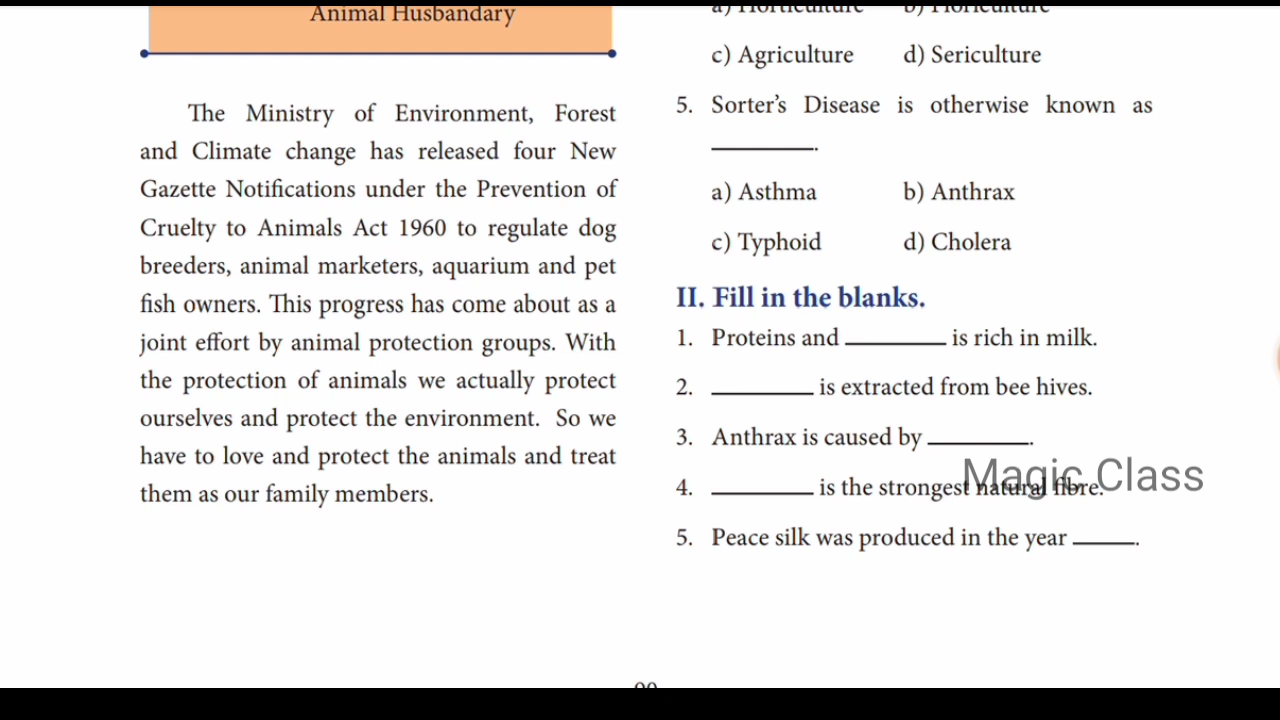 Animal Husbandary
The Ministry of Environment, Forest
and Climate change has released four New
Gazette Notifications under the Prevention of
Cruelty to Animals Act 1960 to regulate dog
breeders, animal marketers, aquarium and pet
fish owners. This progress has come about as a
joint effort by animal protection groups. With
the protection of animals we actually protect
ourselves and protect the environment. So we
have to love and protect the animals and treat
them as our family members.
a) Horticulture b) Floriculture
c) Agriculture d) Sericulture
5. Sorter's Disease is otherwise known as
________.
a) Asthma b) Anthrax
c) Typhoid d) Cholera
II. Fill in the blanks.
1. Proteins and ________ is rich in milk.
2. ________ is extracted from bee hives.
3. Anthrax is caused by ________.
4. ________ is the strongest natural fibre.
5. Peace silk was produced in the year _____.
Magic Class